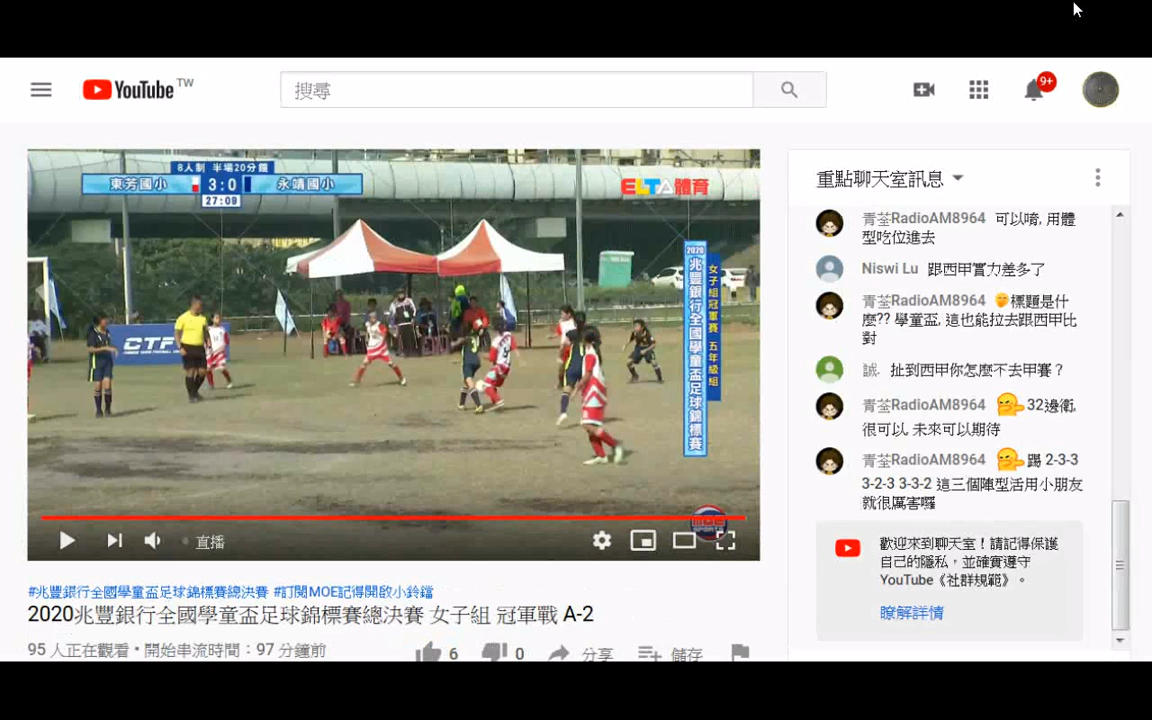 YouTube TW
搜尋
9+
8人制 半場20分鐘
東芳國小 3:0 永靖國小
27:09
ELTA體育
2020兆豐銀行全國學童盃足球錦標賽
女子組冠軍賽 五年級組
CTF
直播
#兆豐銀行全國學童盃足球錦標賽總決賽 #訂閱MOE記得開啟小鈴鐺
2020兆豐銀行全國學童盃足球錦標賽總決賽 女子組 冠軍戰 A-2
95 人正在觀看 • 開始串流時間：97 分鐘前
6 0 分享 儲存
重點聊天室訊息
青荃RadioAM8964 可以唷, 用體
型吃位進去
Niswi Lu 跟西甲實力差多了
青荃RadioAM8964 標題是什
麼?? 學童盃, 這也能拉去跟西甲比
對
誠. 扯到西甲你怎麼不去甲賽？
青荃RadioAM8964 32邊衛,
很可以, 未來可以期待
青荃RadioAM8964 踢 2-3-3
3-2-3 3-3-2 這三個陣型活用小朋友
就很厲害囉
歡迎來到聊天室！請記得保護
自己的隱私，並確實遵守
YouTube《社群規範》。
瞭解詳情